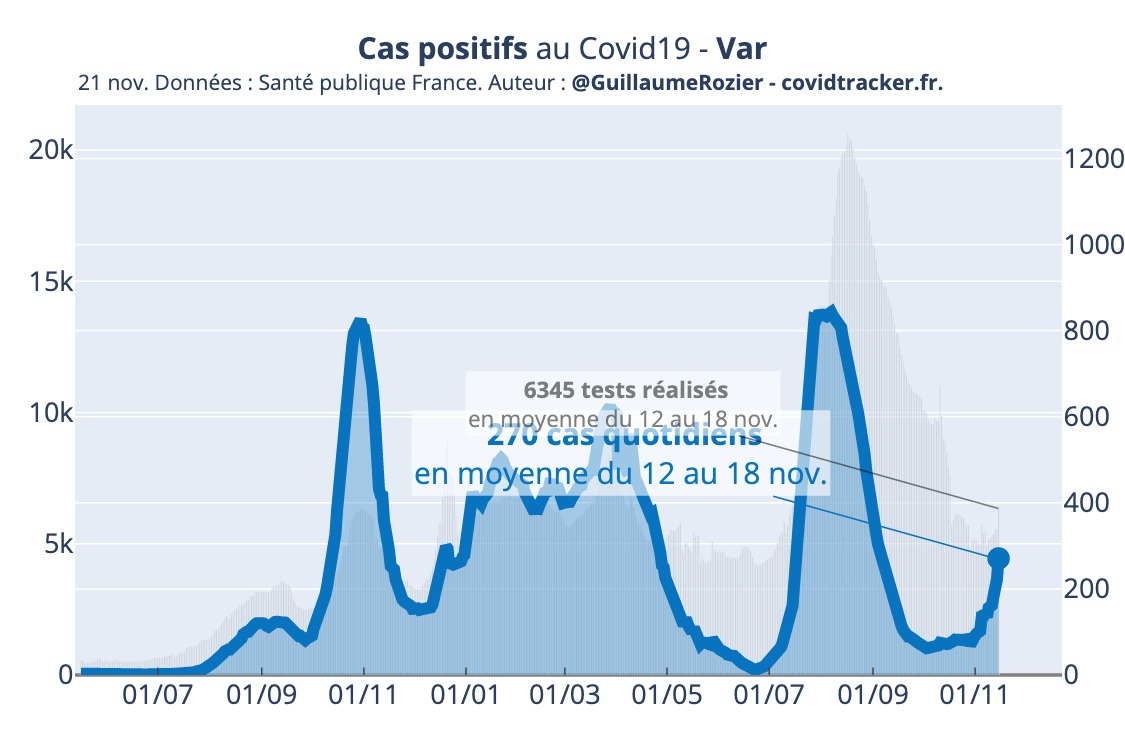 Cas positifs au Covid19 - Var
21 nov. Données : Santé publique France. Auteur : @GuillaumeRozier - covidtracker.fr.
20k
15k
10k
5k
0
1200
1000
800
600
400
200
0
6345 tests réalisés
en moyenne du 12 au 18 nov.
270 cas quotidiens
en moyenne du 12 au 18 nov.
01/07 01/09 01/11 01/01 01/03 01/05 01/07 01/09 01/11